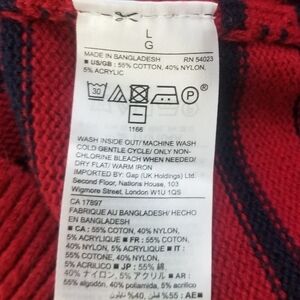 L
G
MADE IN BANGLADESH RN 54023
■ US/GB : 55% COTTON, 40% NYLON,
5% ACRYLIC
30
P
1166
WASH INSIDE OUT/ MACHINE WASH
COLD GENTLE CYCLE/ ONLY NON-
CHLORINE BLEACH WHEN NEEDED/
DRY FLAT/ WARM IRON
IMPORTED BY: Gap (UK Holdings) Ltd.
Second Floor, Nations House, 103
Wigmore Street, London W1U 1QS
CA 17897
FABRIQUÉ AU BANGLADESH/ HECHO
EN BANGLADESH
■ CA : 55% COTON, 40% NYLON,
5% ACRYLIQUE ■ FR : 55% COTON,
40% NYLON, 5% ACRYLIQUE ■ IT :
55% COTONE, 40% NYLON, 5%
ACRILICO ■ JP : 55% 綿,
40% ナイロン, 5% アクリル ■ AR :
55% algodón, 40% poliamida, 5%
acrílico ■ AE : 55% 40%